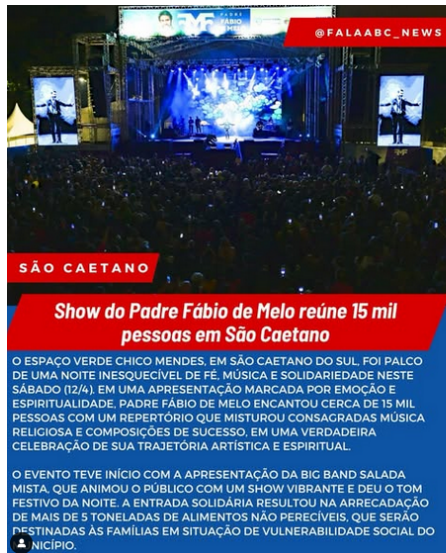 PADRE
FÁBIO
@FALAABC_NEWS
SÃO CAETANO
Show do Padre Fábio de Melo reúne 15 mil
pessoas em São Caetano
O ESPAÇO VERDE CHICO MENDES, EM SÃO CAETANO DO SUL, FOI PALCO
DE UMA NOITE INESQUECÍVEL DE FÉ, MÚSICA E SOLIDARIEDADE NESTE
SÁBADO (12/4). EM UMA APRESENTAÇÃO MARCADA POR EMOÇÃO E
ESPIRITUALIDADE, PADRE FÁBIO DE MELO ENCANTOU CERCA DE 15 MIL
PESSOAS COM UM REPERTÓRIO QUE MISTUROU CONSAGRADAS MÚSICA
RELIGIOSA E COMPOSIÇÕES DE SUCESSO, EM UMA VERDADEIRA
CELEBRAÇÃO DE SUA TRAJETÓRIA ARTÍSTICA E ESPIRITUAL.
O EVENTO TEVE INÍCIO COM A APRESENTAÇÃO DA BIG BAND SALADA
MISTA, QUE ANIMOU O PÚBLICO COM UM SHOW VIBRANTE E DEU O TOM
FESTIVO DA NOITE. A ENTRADA SOLIDÁRIA RESULTOU NA ARRECADAÇÃO
DE MAIS DE 5 TONELADAS DE ALIMENTOS NÃO PERECÍVEIS, QUE SERÃO
DESTINADAS ÀS FAMÍLIAS EM SITUAÇÃO DE VULNERABILIDADE SOCIAL DO
NICÍPIO.